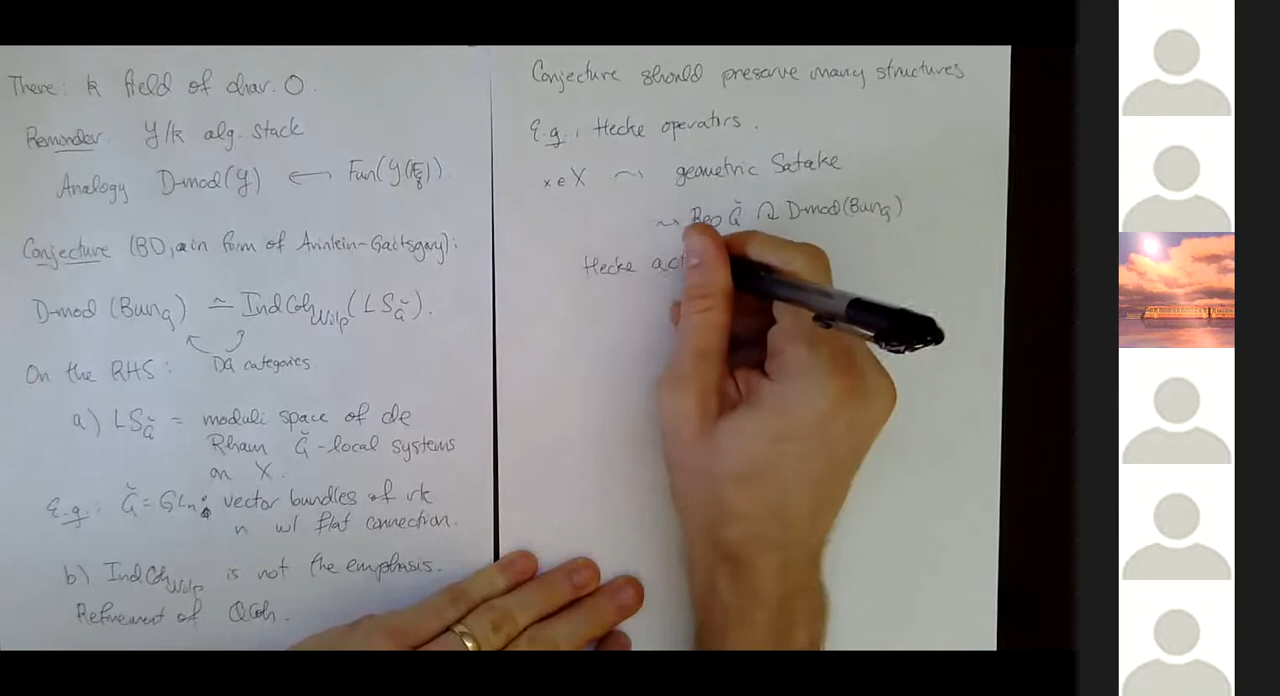 There: k field of char. 0.
Reminder. Y/k alg. stack
Analogy D-mod(Y) ⟵ Fun(Y(F_q)).
Conjecture (BD, in form of Arinkin-Gaitsgory):
D-mod (Bun_G) ≃ IndCoh_Nilp (LS_Ǧ).
DG categories
On the RHS:
a) LS_Ǧ = moduli space of de
Rham Ǧ-local systems
on X.
E.g.: Ǧ = GLn: vector bundles of rk
n w/ flat connection.
b) IndCoh_Nilp is not the emphasis.
Refinement of QCoh.
Conjecture should preserve many structures
E.g., Hecke operators.
x∈X ⇝ geometric Satake
⇝ Rep Ǧ ↷ D-mod(Bun_G)
Hecke act